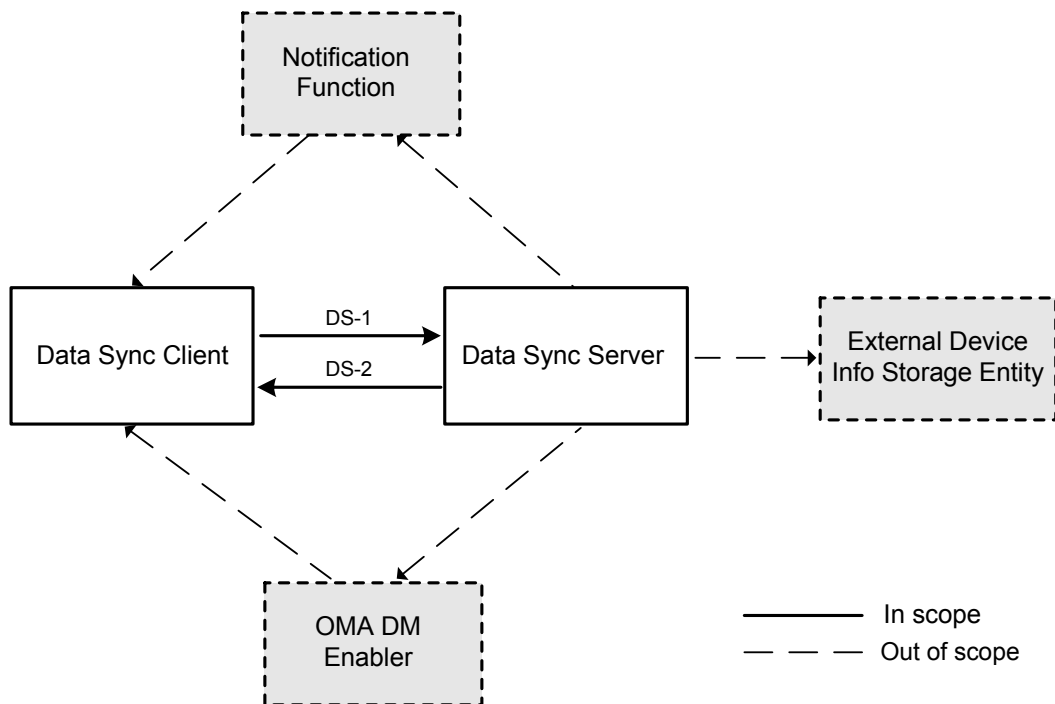 Notification
Function
DS-1
Data Sync Client
DS-2
Data Sync Server
External Device
Info Storage Entity
OMA DM
Enabler
In scope
Out of scope